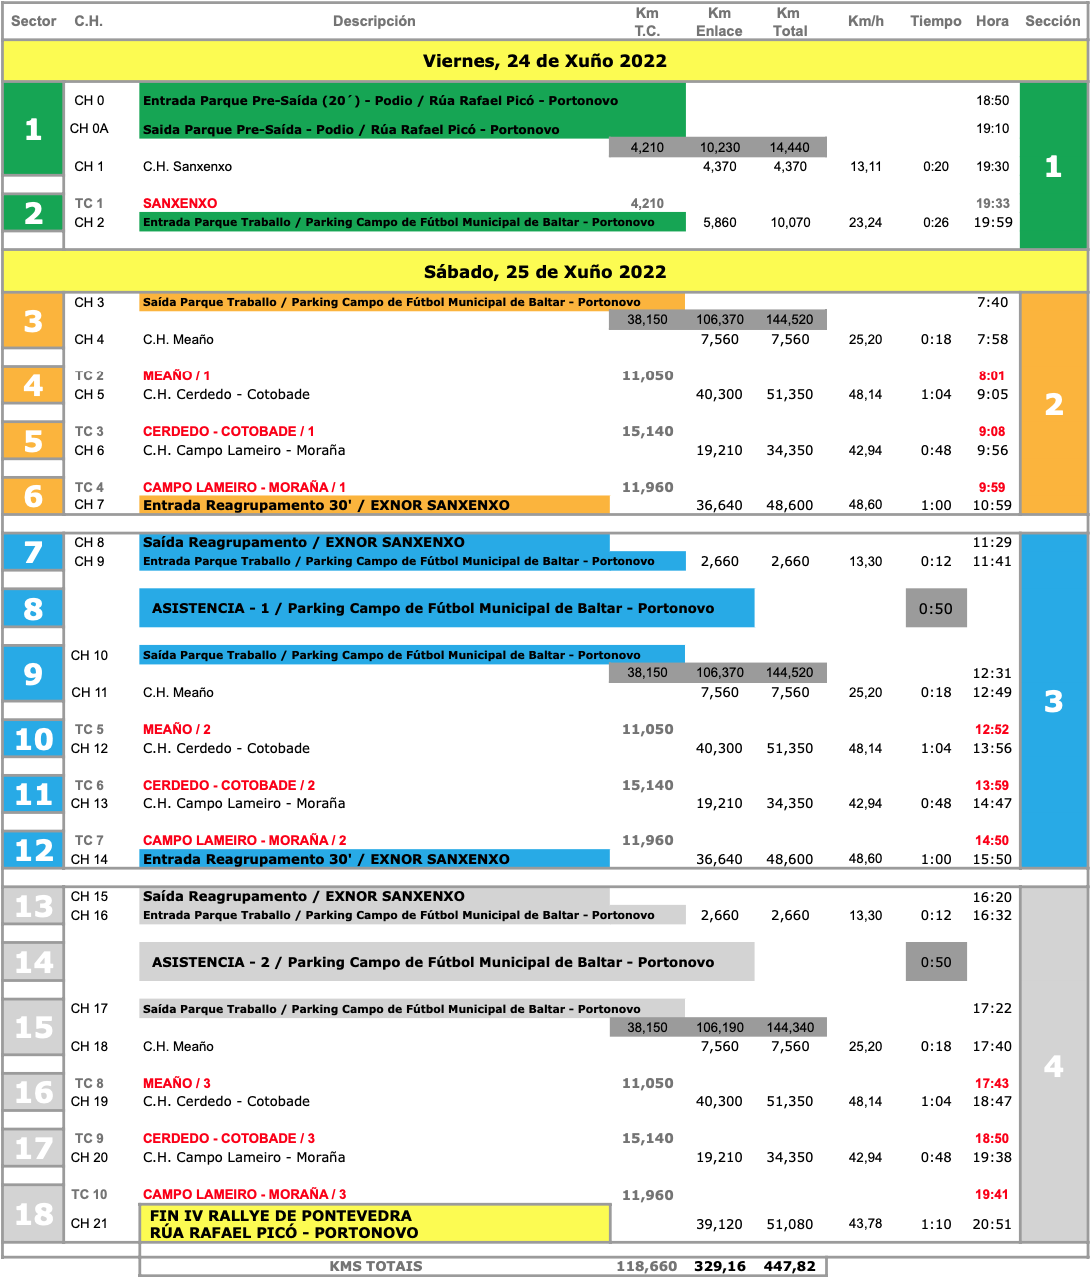 Sector C.H. Descripción Km T.C. Km Enlace Km Total Km/h Tiempo Hora Sección
Viernes, 24 de Xuño 2022
1 CH 0 Entrada Parque Pre-Saída (20´) - Podio / Rúa Rafael Picó - Portonovo 18:50 1
CH 0A Saida Parque Pre-Saída - Podio / Rúa Rafael Picó - Portonovo 19:10
4,210 10,230 14,440
CH 1 C.H. Sanxenxo 4,370 4,370 13,11 0:20 19:30
2 TC 1 SANXENXO 4,210 19:33
CH 2 Entrada Parque Traballo / Parking Campo de Fútbol Municipal de Baltar - Portonovo 5,860 10,070 23,24 0:26 19:59
Sábado, 25 de Xuño 2022
3 CH 3 Saída Parque Traballo / Parking Campo de Fútbol Municipal de Baltar - Portonovo 7:40 2
38,150 106,370 144,520
CH 4 C.H. Meaño 7,560 7,560 25,20 0:18 7:58
4 TC 2 MEAÑO / 1 11,050 8:01
CH 5 C.H. Cerdedo - Cotobade 40,300 51,350 48,14 1:04 9:05
5 TC 3 CERDEDO - COTOBADE / 1 15,140 9:08
CH 6 C.H. Campo Lameiro - Moraña 19,210 34,350 42,94 0:48 9:56
6 TC 4 CAMPO LAMEIRO - MORAÑA / 1 11,960 9:59
CH 7 Entrada Reagrupamento 30' / EXNOR SANXENXO 36,640 48,600 48,60 1:00 10:59
7 CH 8 Saída Reagrupamento / EXNOR SANXENXO 11:29 3
CH 9 Entrada Parque Traballo / Parking Campo de Fútbol Municipal de Baltar - Portonovo 2,660 2,660 13,30 0:12 11:41
8 ASISTENCIA - 1 / Parking Campo de Fútbol Municipal de Baltar - Portonovo 0:50
9 CH 10 Saída Parque Traballo / Parking Campo de Fútbol Municipal de Baltar - Portonovo
38,150 106,370 144,520 12:31
CH 11 C.H. Meaño 7,560 7,560 25,20 0:18 12:49
10 TC 5 MEAÑO / 2 11,050 12:52
CH 12 C.H. Cerdedo - Cotobade 40,300 51,350 48,14 1:04 13:56
11 TC 6 CERDEDO - COTOBADE / 2 15,140 13:59
CH 13 C.H. Campo Lameiro - Moraña 19,210 34,350 42,94 0:48 14:47
12 TC 7 CAMPO LAMEIRO - MORAÑA / 2 11,960 14:50
CH 14 Entrada Reagrupamento 30' / EXNOR SANXENXO 36,640 48,600 48,60 1:00 15:50
13 CH 15 Saída Reagrupamento / EXNOR SANXENXO 16:20 4
CH 16 Entrada Parque Traballo / Parking Campo de Fútbol Municipal de Baltar - Portonovo 2,660 2,660 13,30 0:12 16:32
14 ASISTENCIA - 2 / Parking Campo de Fútbol Municipal de Baltar - Portonovo 0:50
15 CH 17 Saída Parque Traballo / Parking Campo de Fútbol Municipal de Baltar - Portonovo 17:22
38,150 106,190 144,340
CH 18 C.H. Meaño 7,560 7,560 25,20 0:18 17:40
16 TC 8 MEAÑO / 3 11,050 17:43
CH 19 C.H. Cerdedo - Cotobade 40,300 51,350 48,14 1:04 18:47
17 TC 9 CERDEDO - COTOBADE / 3 15,140 18:50
CH 20 C.H. Campo Lameiro - Moraña 19,210 34,350 42,94 0:48 19:38
18 TC 10 CAMPO LAMEIRO - MORAÑA / 3 11,960 19:41
CH 21 FIN IV RALLYE DE PONTEVEDRA 39,120 51,080 43,78 1:10 20:51
RÚA RAFAEL PICÓ - PORTONOVO
KMS TOTAIS 118,660 329,16 447,82